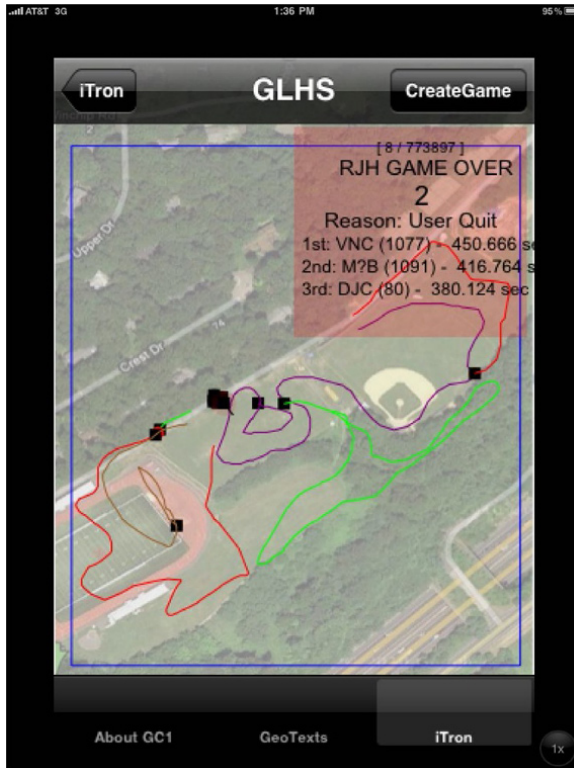 AT&T 3G 1:36 PM 95%
iTron GLHS CreateGame
[ 8 / 773897 ]
RJH GAME OVER
2
Reason: User Quit
1st: VNC (1077) - 450.666 se
2nd: M?B (1091) - 416.764 s
3rd: DJC (80) - 380.124 sec
Upper Dr
74
Crest Dr
About GC1 GeoTexts iTron
1x